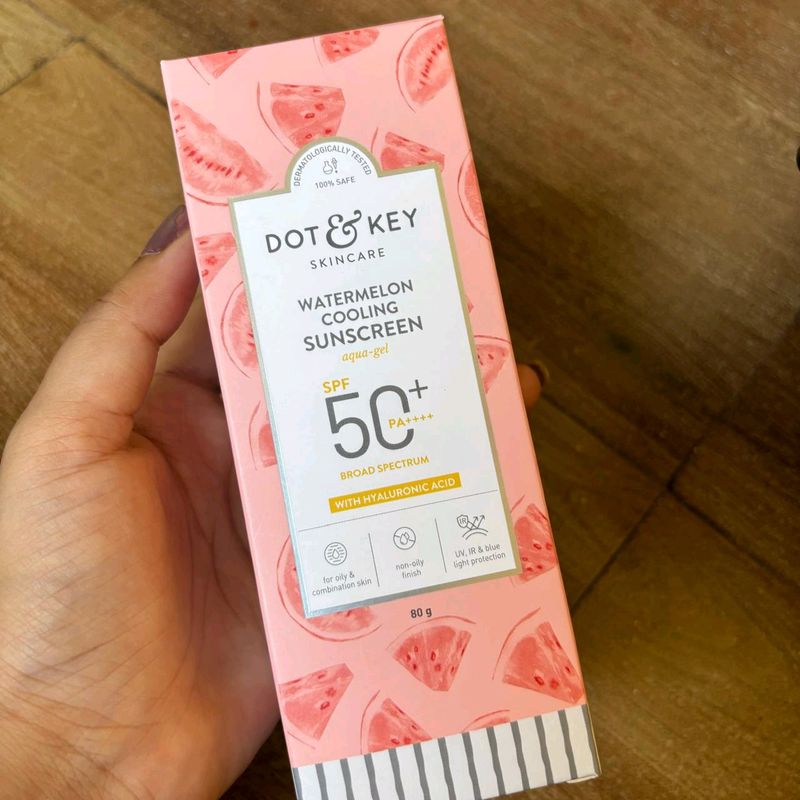 DERMATOLOGICALLY TESTED
100% SAFE
DOT & KEY
SKINCARE
WATERMELON
COOLING
SUNSCREEN
aqua-gel
SPF
50+
PA++++
BROAD SPECTRUM
WITH HYALURONIC ACID
for oily &
combination skin
non-oily
finish
IR
UV, IR & blue
light protection
80 g